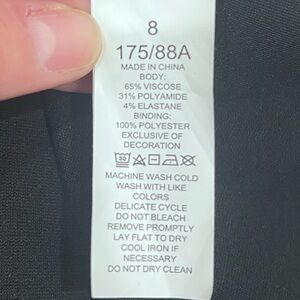 8
175/88A
MADE IN CHINA
BODY:
65% VISCOSE
31% POLYAMIDE
4% ELASTANE
BINDING:
100% POLYESTER
EXCLUSIVE OF
DECORATION
30
MACHINE WASH COLD
WASH WITH LIKE
COLORS
DELICATE CYCLE
DO NOT BLEACH
REMOVE PROMPTLY
LAY FLAT TO DRY
COOL IRON IF
NECESSARY
DO NOT DRY CLEAN